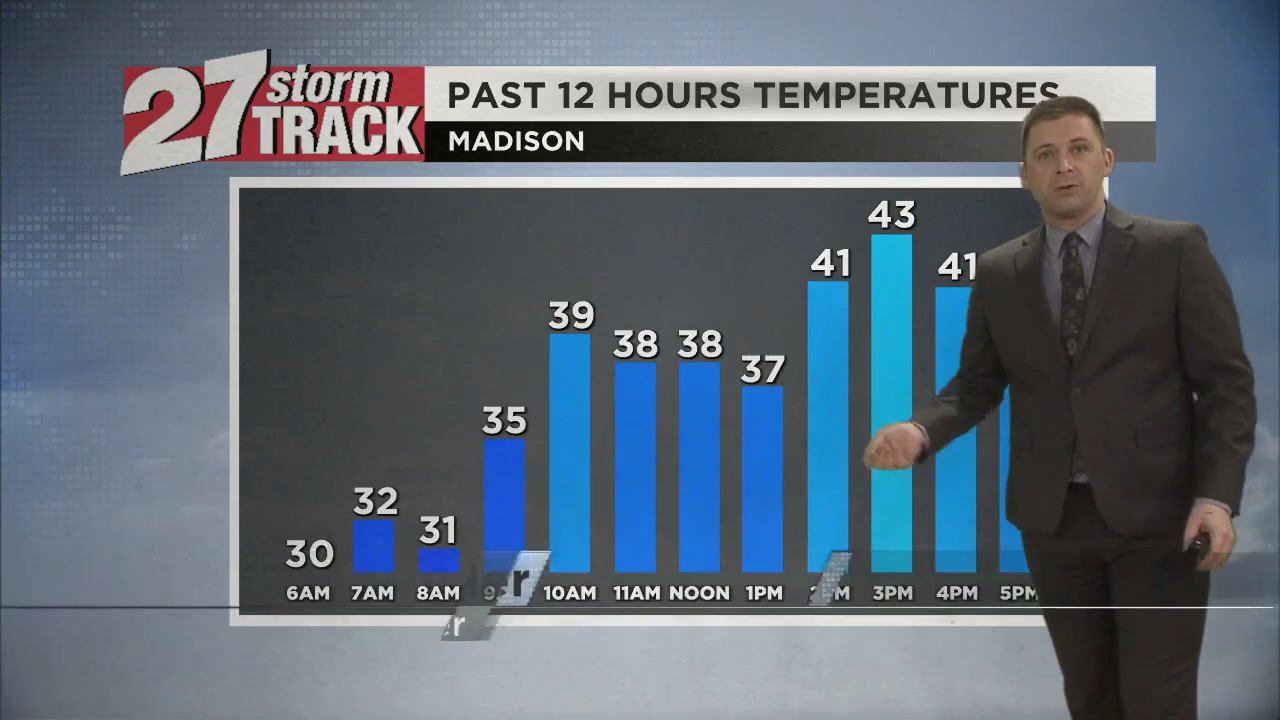 27 storm TRACK
PAST 12 HOURS TEMPERATURES
MADISON
43
41 41
39
38 38
37
35
32
31
30
6AM 7AM 8AM 10AM 11AM NOON 1PM 3PM 4PM 5PM